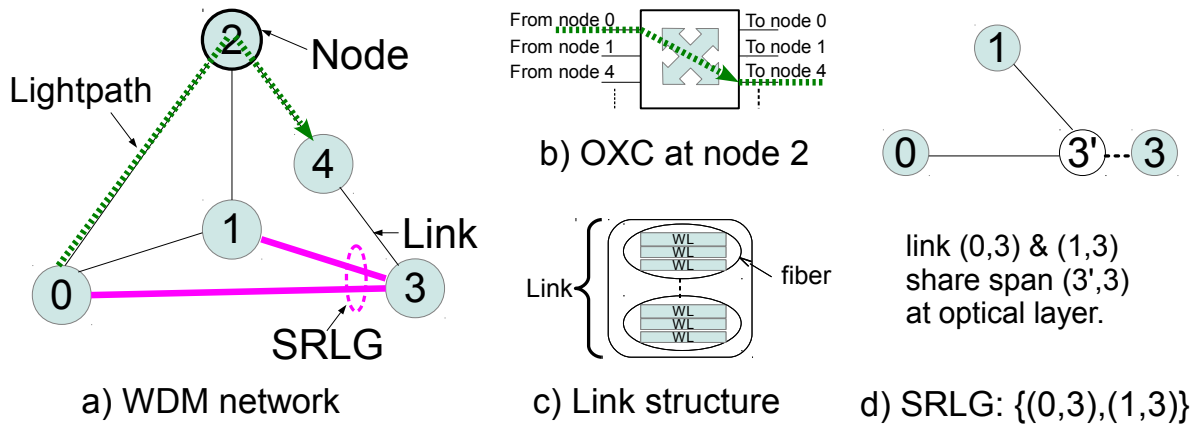 2
Node
Lightpath
4
1
Link
0
3
SRLG
a) WDM network
From node 0
From node 1
From node 4
To node 0
To node 1
To node 4
b) OXC at node 2
Link
WL
WL
WL
WL
WL
WL
fiber
c) Link structure
1
0
3'
3
link (0,3) & (1,3)
share span (3',3)
at optical layer.
d) SRLG: {(0,3),(1,3)}